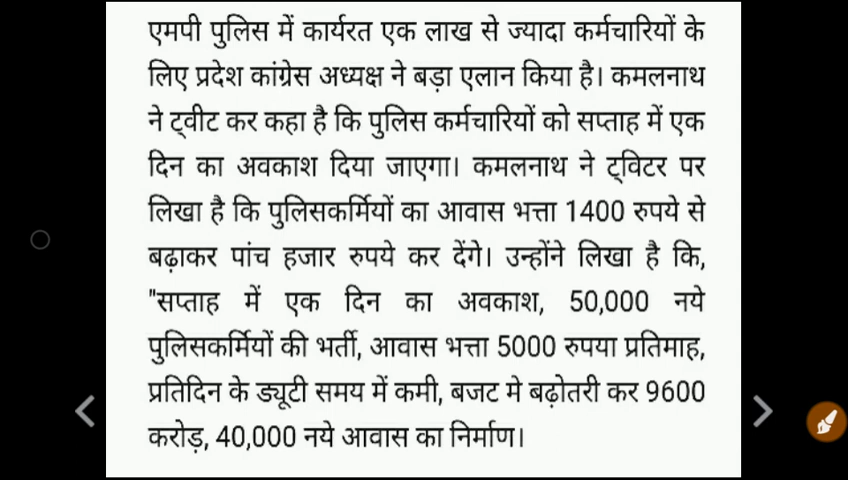 एमपी पुलिस में कार्यरत एक लाख से ज्यादा कर्मचारियों के
लिए प्रदेश कांग्रेस अध्यक्ष ने बड़ा एलान किया है। कमलनाथ
ने ट्वीट कर कहा है कि पुलिस कर्मचारियों को सप्ताह में एक
दिन का अवकाश दिया जाएगा। कमलनाथ ने ट्विटर पर
लिखा है कि पुलिसकर्मियों का आवास भत्ता 1400 रुपये से
बढ़ाकर पांच हजार रुपये कर देंगे। उन्होंने लिखा है कि,
"सप्ताह में एक दिन का अवकाश, 50,000 नये
पुलिसकर्मियों की भर्ती, आवास भत्ता 5000 रुपया प्रतिमाह,
प्रतिदिन के ड्यूटी समय में कमी, बजट मे बढ़ोतरी कर 9600
करोड़, 40,000 नये आवास का निर्माण।